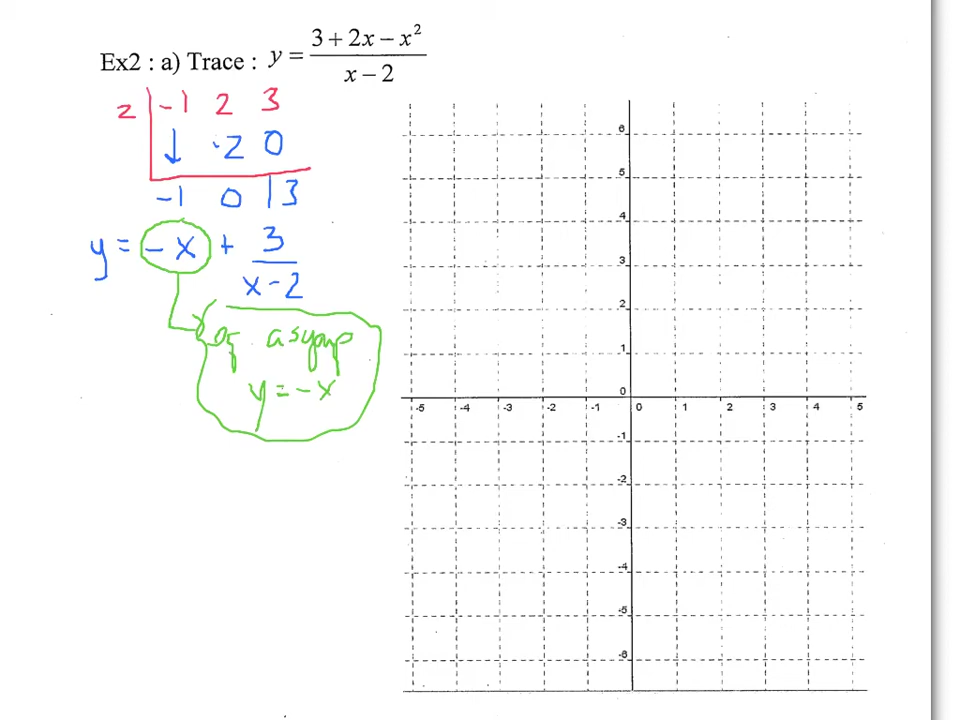 Ex2 : a) Trace : y = (3 + 2x − x²) / (x − 2)
2 | -1 2 3
↓ -2 0
-1 0 | 3
y = -x + 3 / (x - 2)
asymp
y = -x
6
5
4
3
2
1
0
-5 -4 -3 -2 -1 0 1 2 3 4 5
-1
-2
-3
-4
-5
-6